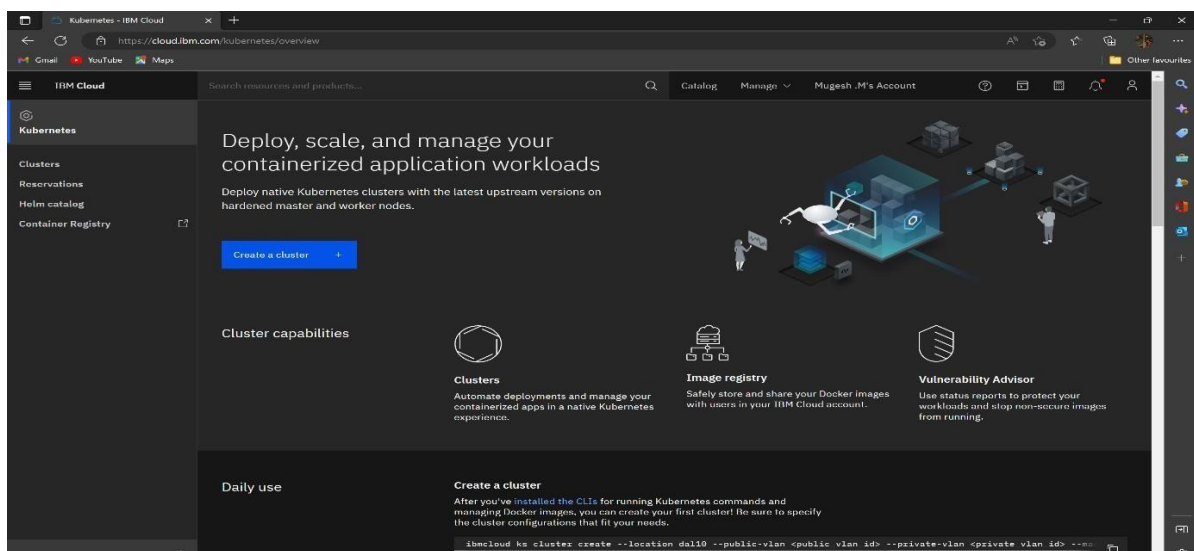 Kubernetes - IBM Cloud
https://cloud.ibm.com/kubernetes/overview
Gmail YouTube Maps Other favourites
IBM Cloud Search resources and products... Catalog Manage Mugesh .M's Account
Kubernetes
Clusters
Reservations
Helm catalog
Container Registry
Deploy, scale, and manage your
containerized application workloads
Deploy native Kubernetes clusters with the latest upstream versions on
hardened master and worker nodes.
Create a cluster +
Cluster capabilities
Clusters
Automate deployments and manage your
containerized apps in a native Kubernetes
experience.
Image registry
Safely store and share your Docker images
with users in your IBM Cloud account.
Vulnerability Advisor
Use status reports to protect your
workloads and stop non-secure images
from running.
Daily use
Create a cluster
After you've installed the CLIs for running Kubernetes commands and
managing Docker images, you can create your first cluster! Be sure to specify
the cluster configurations that fit your needs.
ibmcloud ks cluster create --location dal10 --public-vlan <public vlan id> --private-vlan <private vlan id>